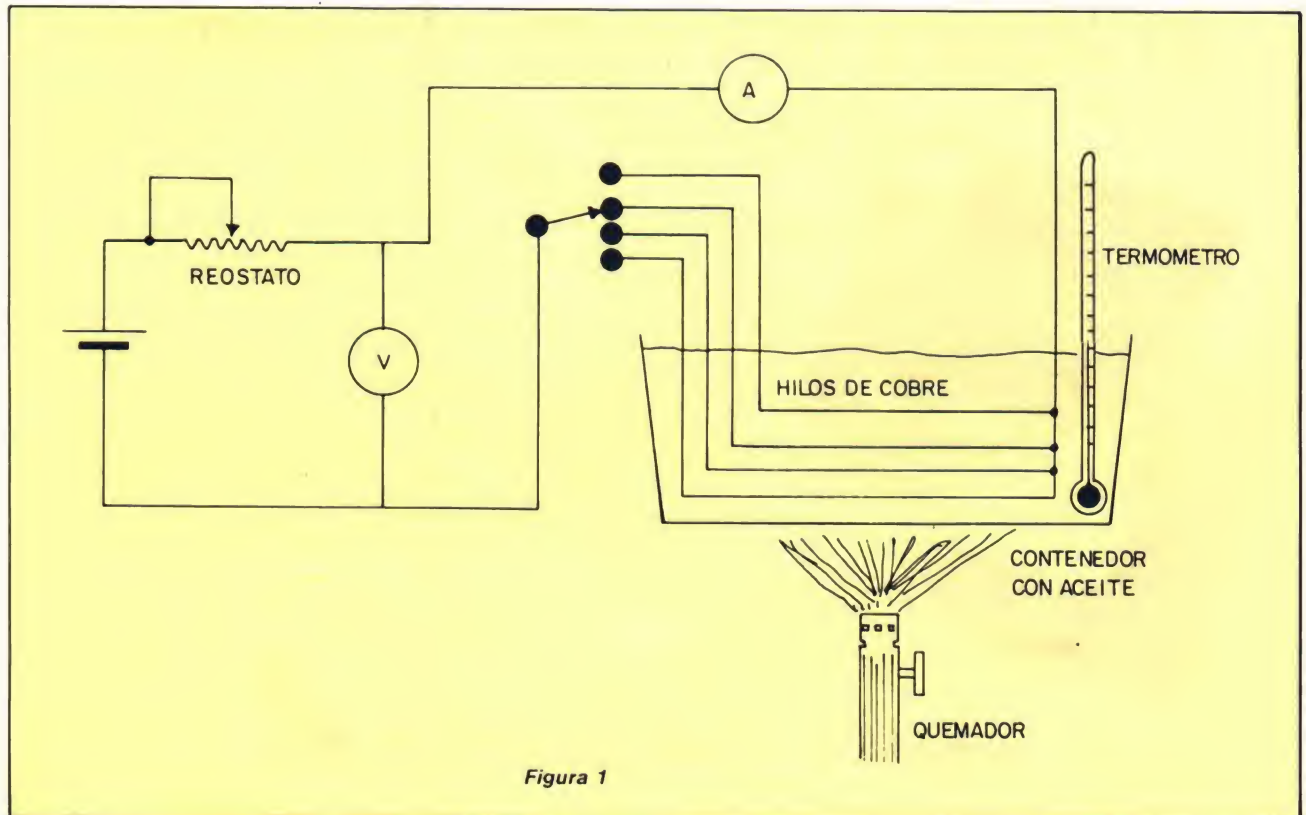 A
REOSTATO
V
TERMOMETRO
HILOS DE COBRE
CONTENEDOR
CON ACEITE
QUEMADOR
Figura 1